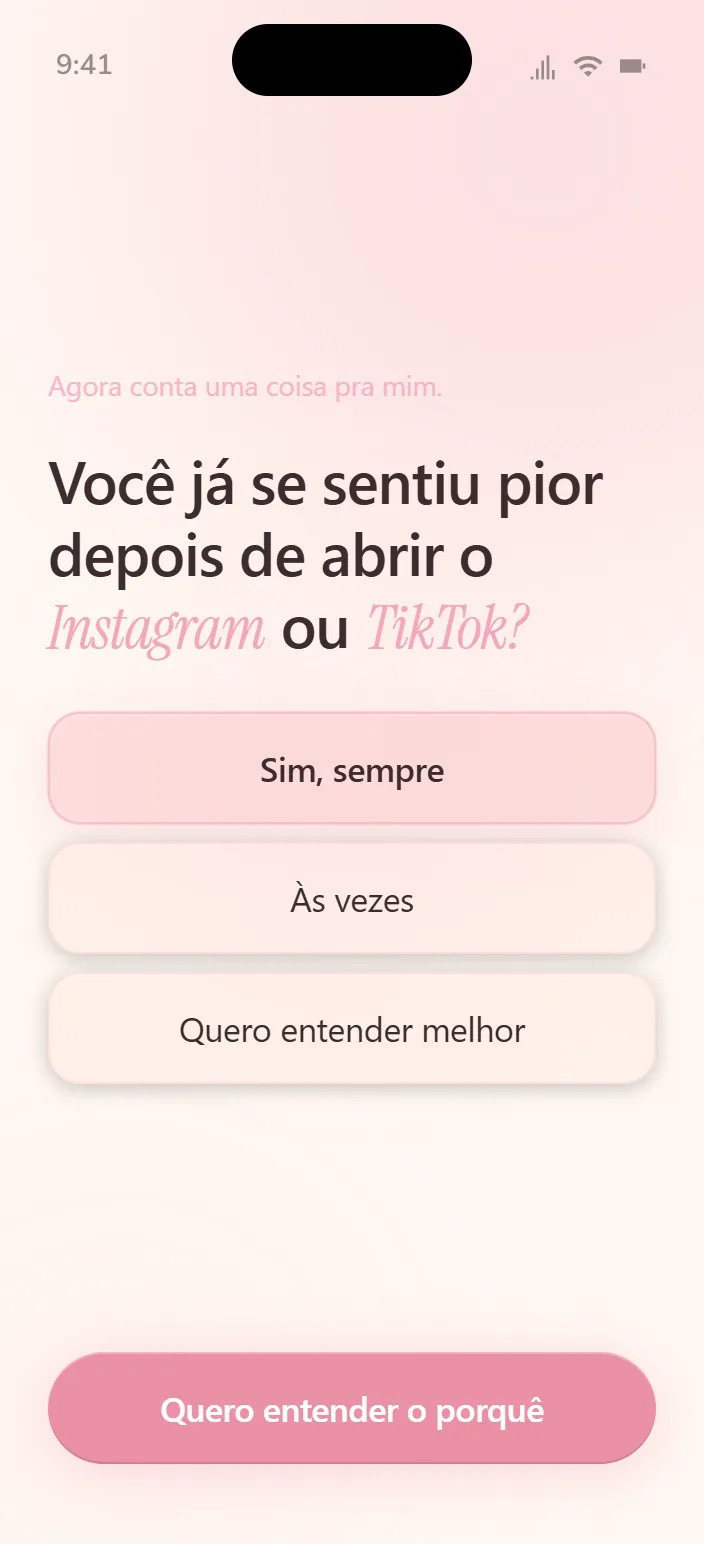 9:41
Agora conta uma coisa pra mim.
Você já se sentiu pior
depois de abrir o
Instagram ou TikTok?
Sim, sempre
Às vezes
Quero entender melhor
Quero entender o porquê